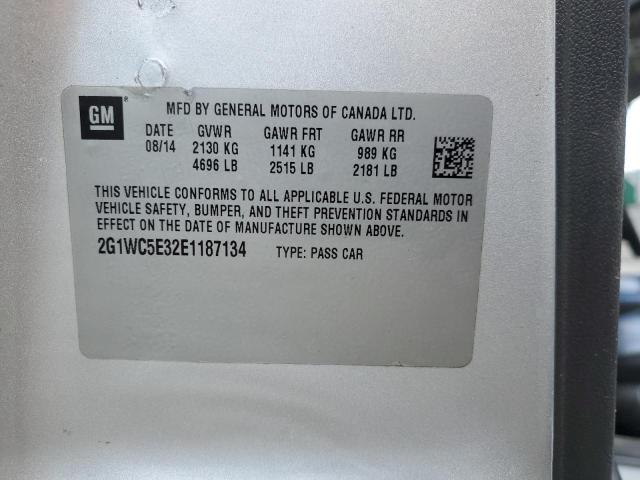 GM
MFD BY GENERAL MOTORS OF CANADA LTD.
DATE GVWR GAWR FRT GAWR RR
08/14 2130 KG 1141 KG 989 KG
4696 LB 2515 LB 2181 LB
THIS VEHICLE CONFORMS TO ALL APPLICABLE U.S. FEDERAL MOTOR
VEHICLE SAFETY, BUMPER, AND THEFT PREVENTION STANDARDS IN
EFFECT ON THE DATE OF MANUFACTURE SHOWN ABOVE.
2G1WC5E32E1187134 TYPE: PASS CAR